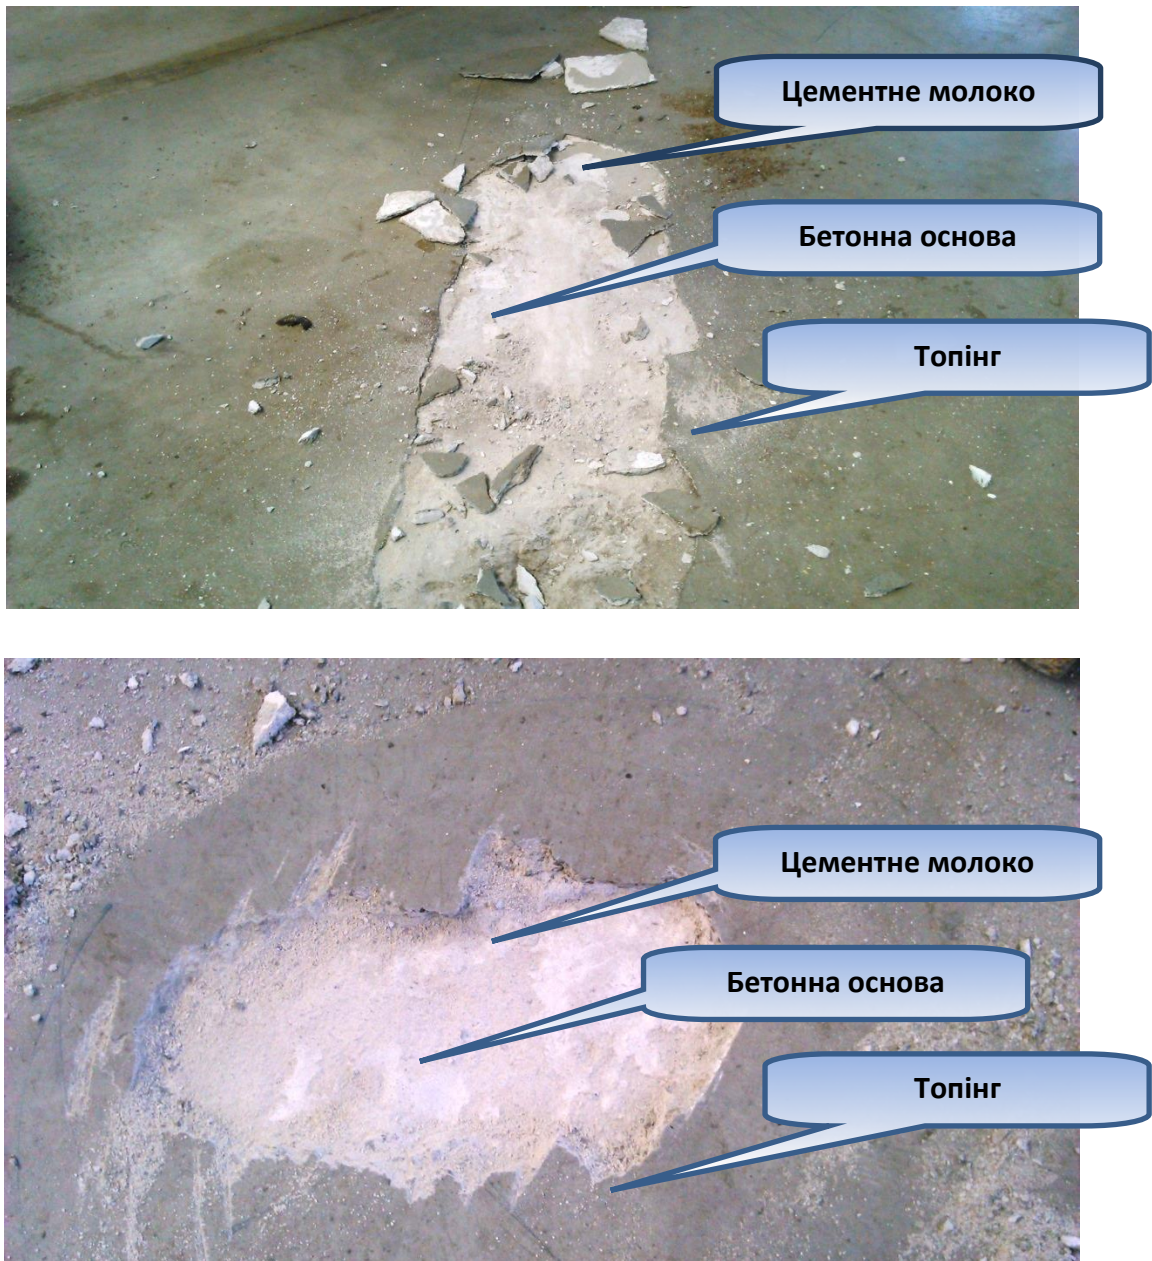 Цементне молоко
Бетонна основа
Топінг
Цементне молоко
Бетонна основа
Топінг